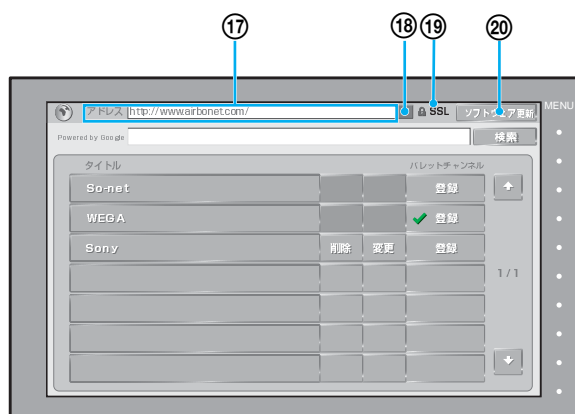 ⑰ ⑱ ⑲ ⑳
アドレス http://www.airbonet.com/ SSL ソフトウェア更新 MENU
Powered by Google 検索
タイトル パレットチャンネル
So-net 登録
WEGA 登録
Sony 削除 変更 登録
1/1